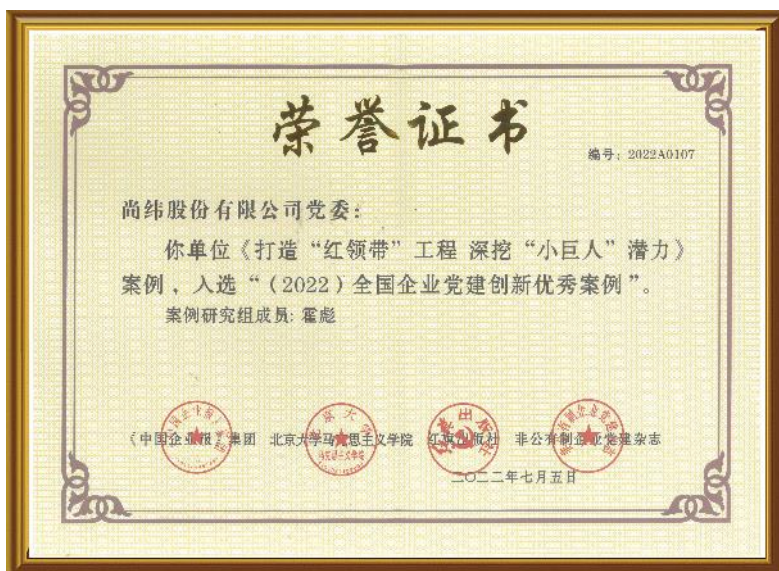 荣誉证书
编号：2022A0107
尚纬股份有限公司党委：
你单位《打造“红领带”工程 深挖“小巨人”潜力》
案例，入选“（2022）全国企业党建创新优秀案例”。
案例研究组成员: 霍彪
《中国企业报》集团 北京大学马克思主义学院 红旗出版社 非公有制企业党建杂志
二〇二二年七月五日